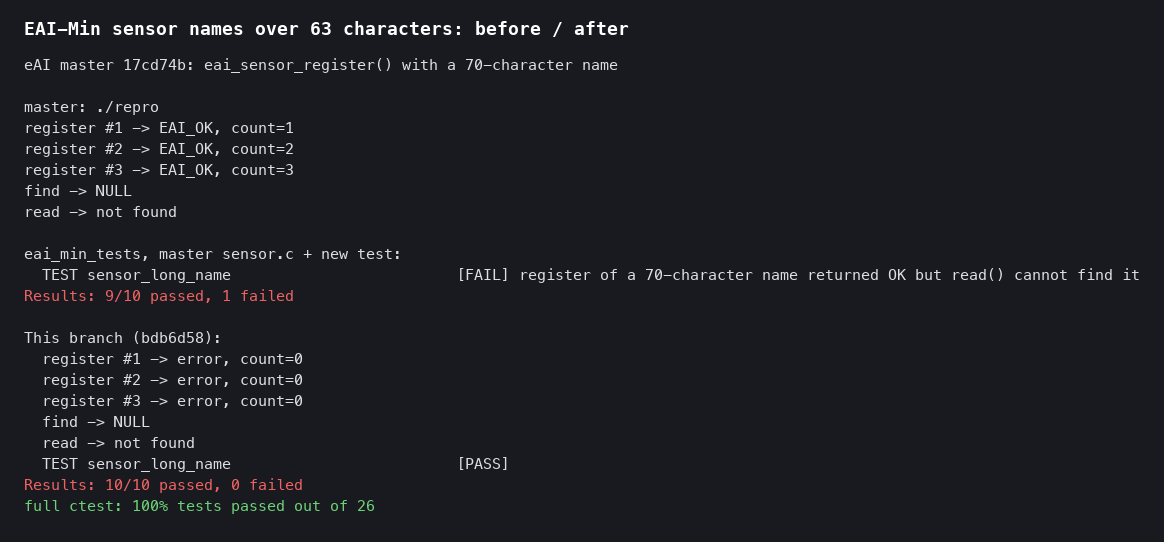 EAI-Min sensor names over 63 characters: before / after
eAI master 17cd74b: eai_sensor_register() with a 70-character name
master: ./repro
register #1 -> EAI_OK, count=1
register #2 -> EAI_OK, count=2
register #3 -> EAI_OK, count=3
find -> NULL
read -> not found
eai_min_tests, master sensor.c + new test:
TEST sensor_long_name [FAIL] register of a 70-character name returned OK but read() cannot find it
Results: 9/10 passed, 1 failed
This branch (bdb6d58):
register #1 -> error, count=0
register #2 -> error, count=0
register #3 -> error, count=0
find -> NULL
read -> not found
TEST sensor_long_name [PASS]
Results: 10/10 passed, 0 failed
full ctest: 100% tests passed out of 26